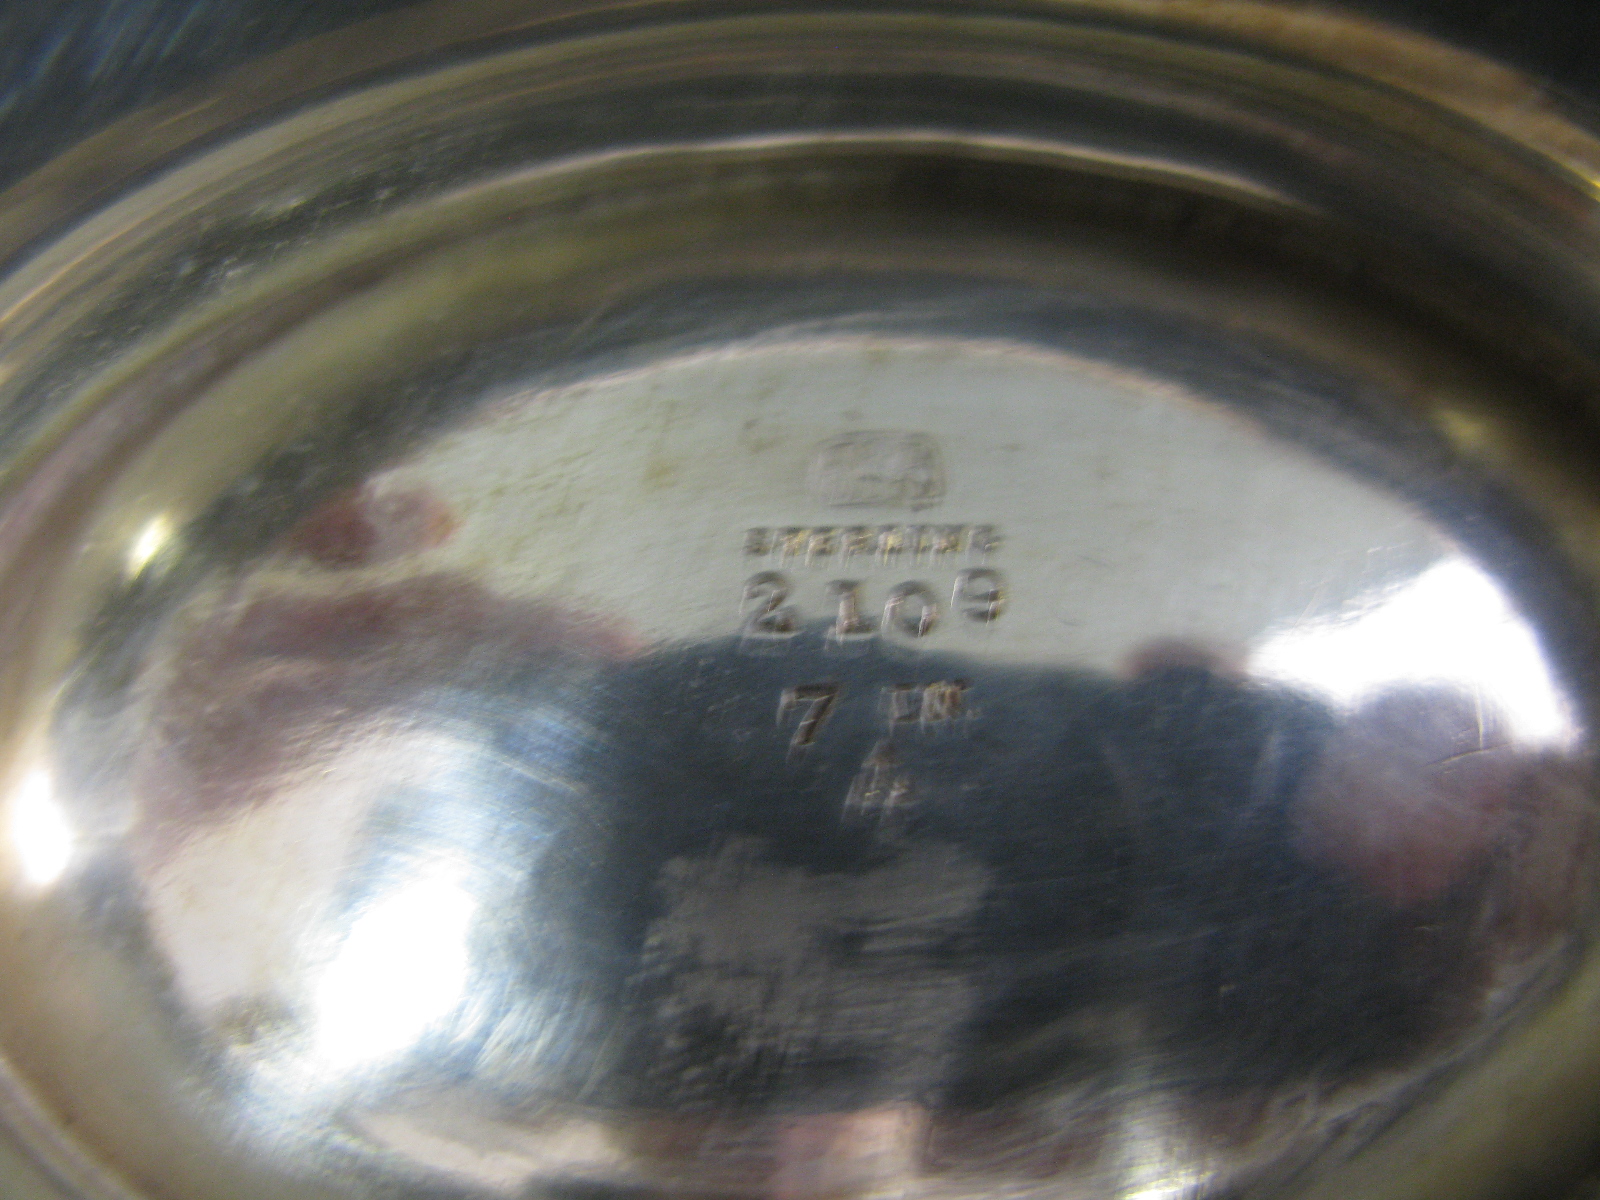 STERLING
2109
7 IN.